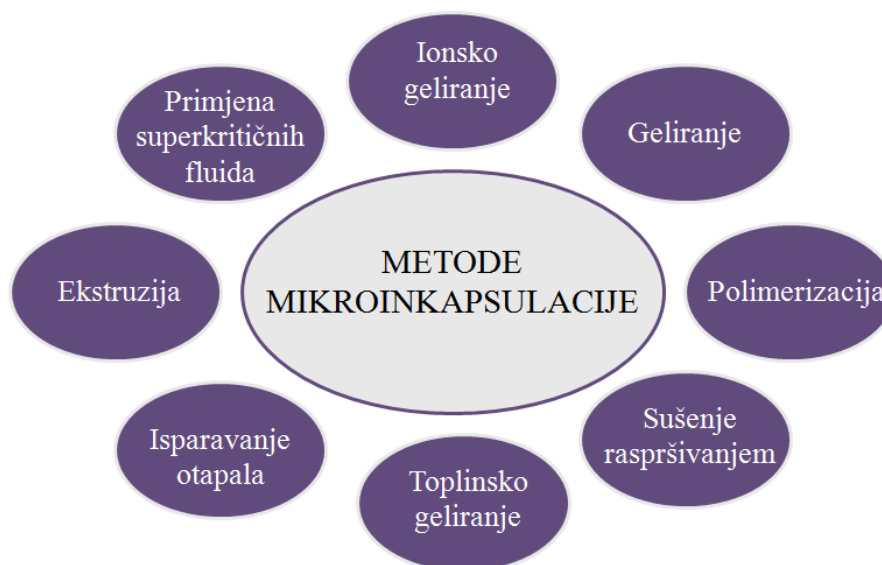 Ionsko
geliranje
Primjena
superkritičnih
fluida
Geliranje
METODE
MIKROINKAPSULACIJE
Ekstruzija
Polimerizacija
Isparavanje
otapala
Sušenje
raspršivanjem
Toplinsko
geliranje